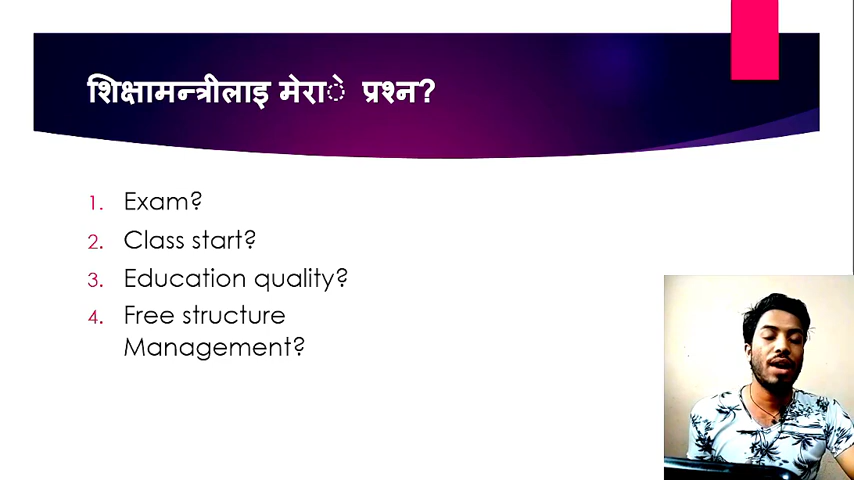 शिक्षामन्त्रीलाइ मेराे प्रश्न?
1. Exam?
2. Class start?
3. Education quality?
4. Free structure
Management?